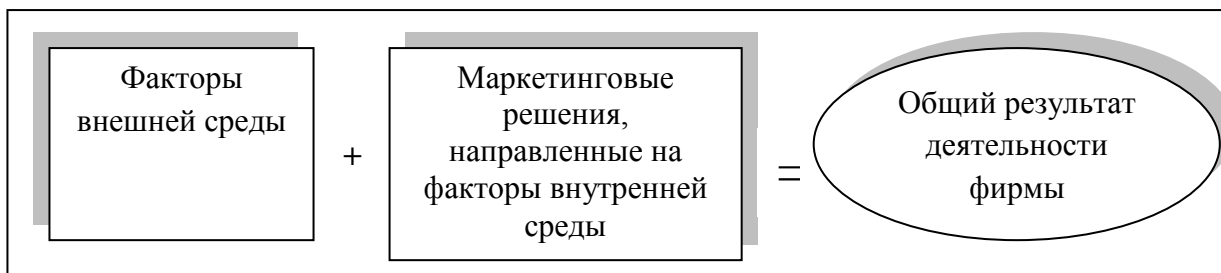 Факторы
внешней среды
+
Маркетинговые
решения,
направленные на
факторы внутренней
среды
=
Общий результат
деятельности
фирмы